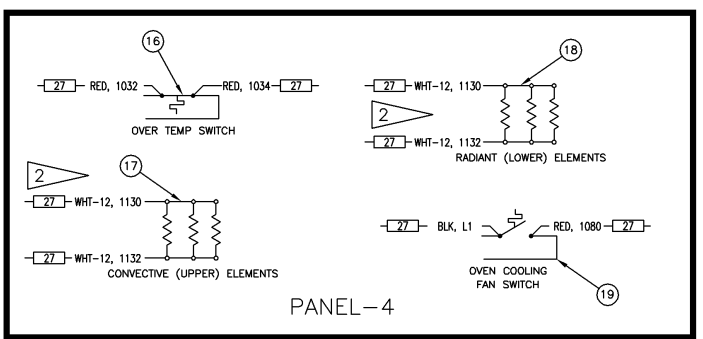 16
27 RED, 1032 RED, 1034 27
OVER TEMP SWITCH
18
27 WHT-12, 1130
2
27 WHT-12, 1132
RADIANT (LOWER) ELEMENTS
2
17
27 WHT-12, 1130
27 WHT-12, 1132
CONVECTIVE (UPPER) ELEMENTS
27 BLK, L1 RED, 1080 27
OVEN COOLING
FAN SWITCH
19
PANEL-4